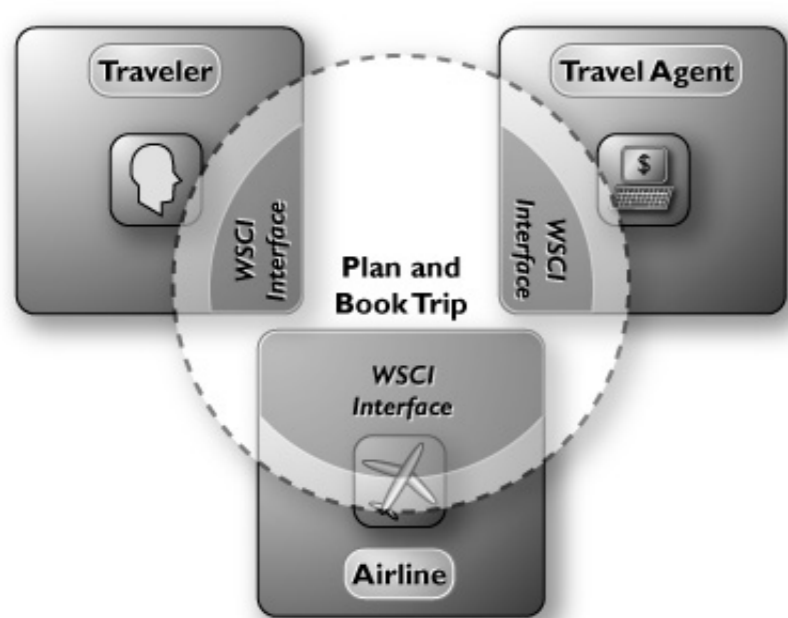 Traveler
Travel Agent
WSCI
Interface
WSCI
Interface
Plan and
Book Trip
WSCI
Interface
$
Airline